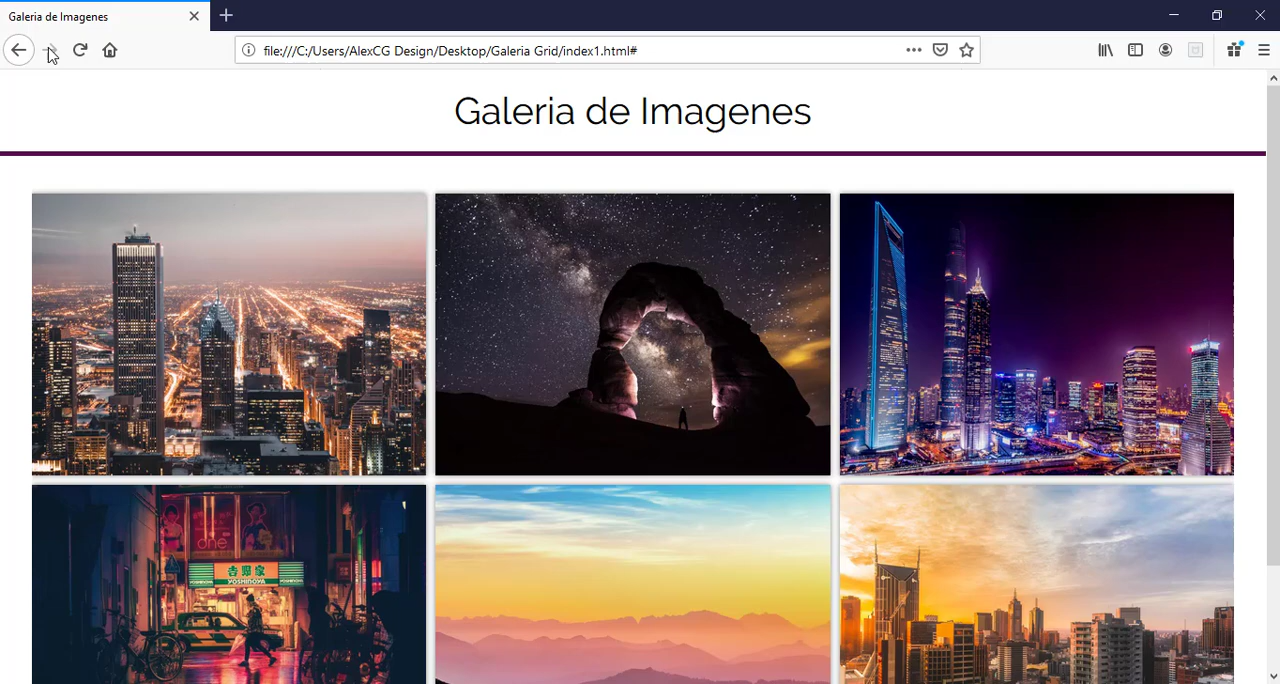 Galeria de Imagenes
file:///C:/Users/AlexCG Design/Desktop/Galeria Grid/index1.html#
Galeria de Imagenes
one
吉野家
YOSHINOYA